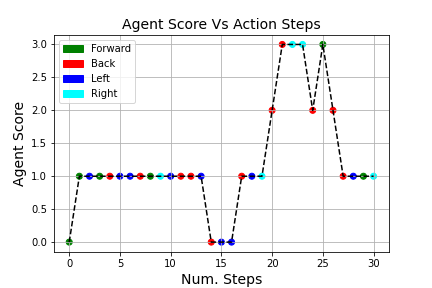 Agent Score Vs Action Steps
Agent Score
3.0
2.5
2.0
1.5
1.0
0.5
0.0
Forward
Back
Left
Right
0 5 10 15 20 25 30
Num. Steps